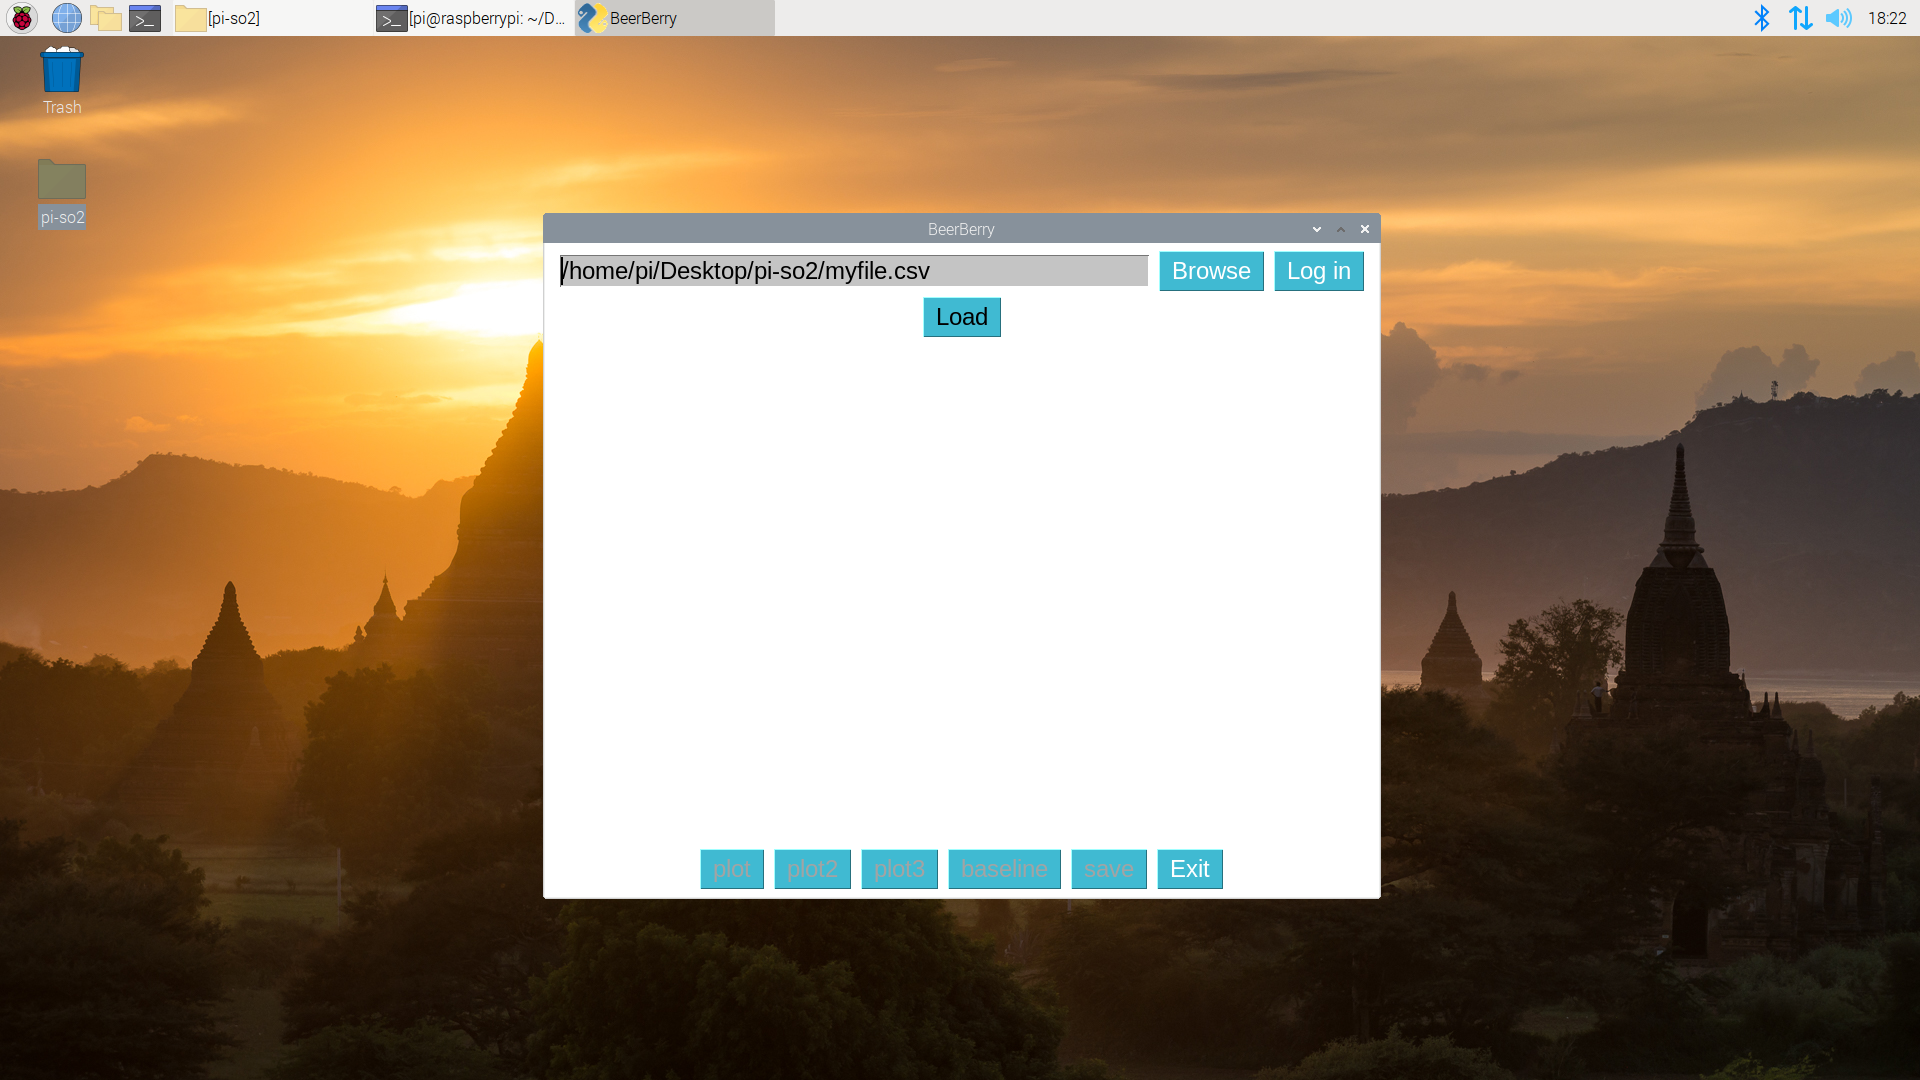 [pi-so2]
[pi@raspberrypi: ~/D...
BeerBerry
18:22
Trash
pi-so2
BeerBerry
/home/pi/Desktop/pi-so2/myfile.csv
Browse
Log in
Load
plot
plot2
plot3
baseline
save
Exit